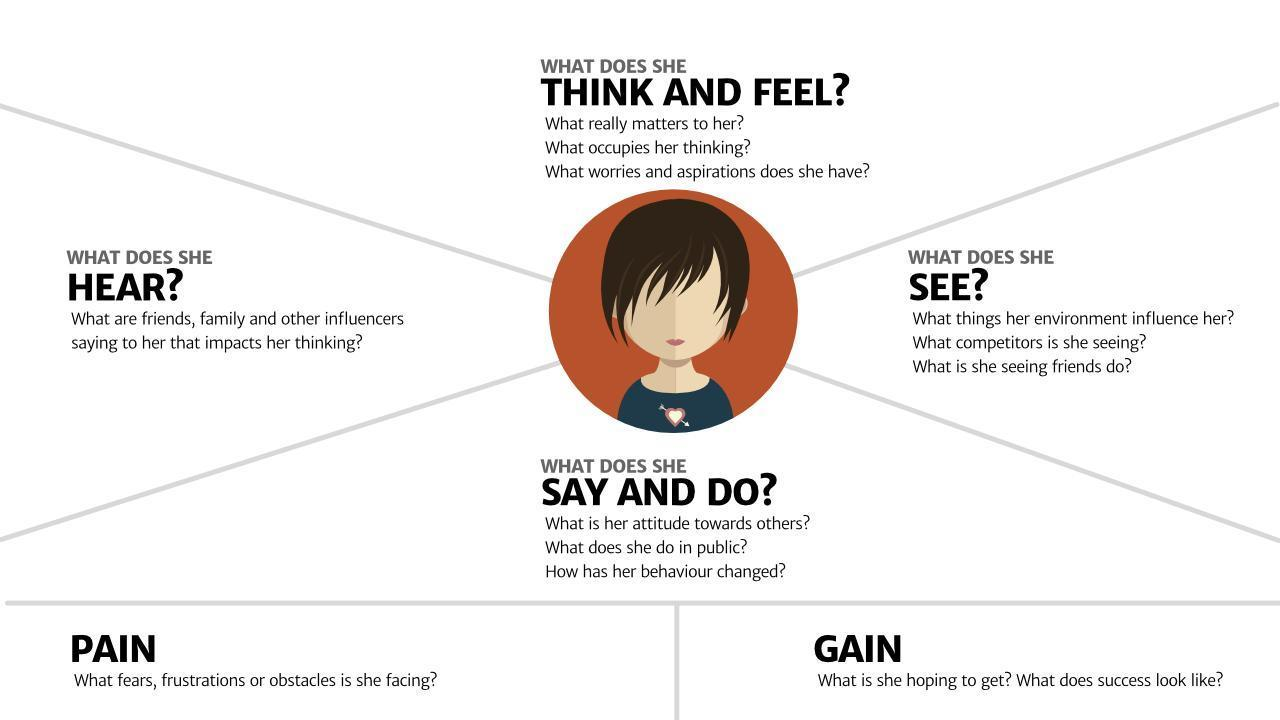 WHAT DOES SHE
THINK AND FEEL?
What really matters to her?
What occupies her thinking?
What worries and aspirations does she have?
WHAT DOES SHE
HEAR?
What are friends, family and other influencers
saying to her that impacts her thinking?
WHAT DOES SHE
SEE?
What things her environment influence her?
What competitors is she seeing?
What is she seeing friends do?
WHAT DOES SHE
SAY AND DO?
What is her attitude towards others?
What does she do in public?
How has her behaviour changed?
PAIN
What fears, frustrations or obstacles is she facing?
GAIN
What is she hoping to get? What does success look like?